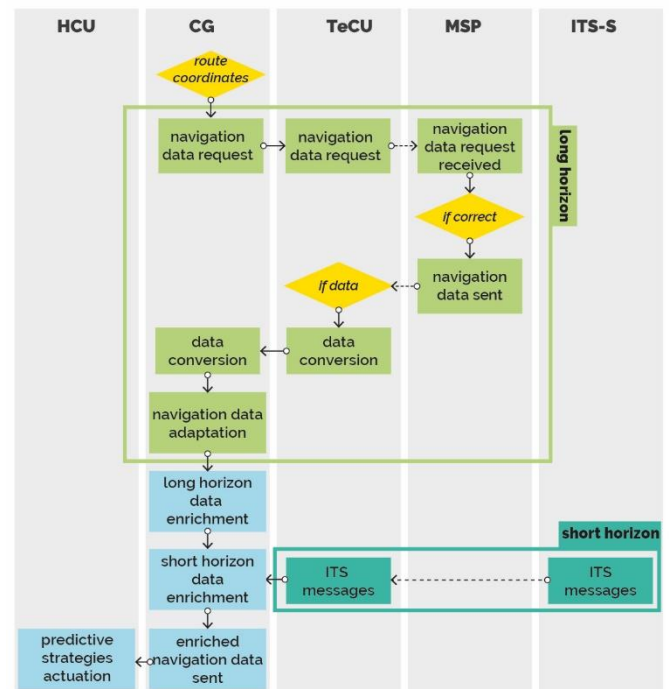 HCU CG TeCU MSP ITS-S
route
coordinates
long horizon
navigation
data request
navigation
data request
navigation
data request
received
if correct
navigation
data sent
if data
data
conversion
data
conversion
navigation data
adaptation
long horizon
data
enrichment
short horizon
short horizon
data
enrichment
ITS
messages
ITS
messages
enriched
navigation data
sent
predictive
strategies
actuation